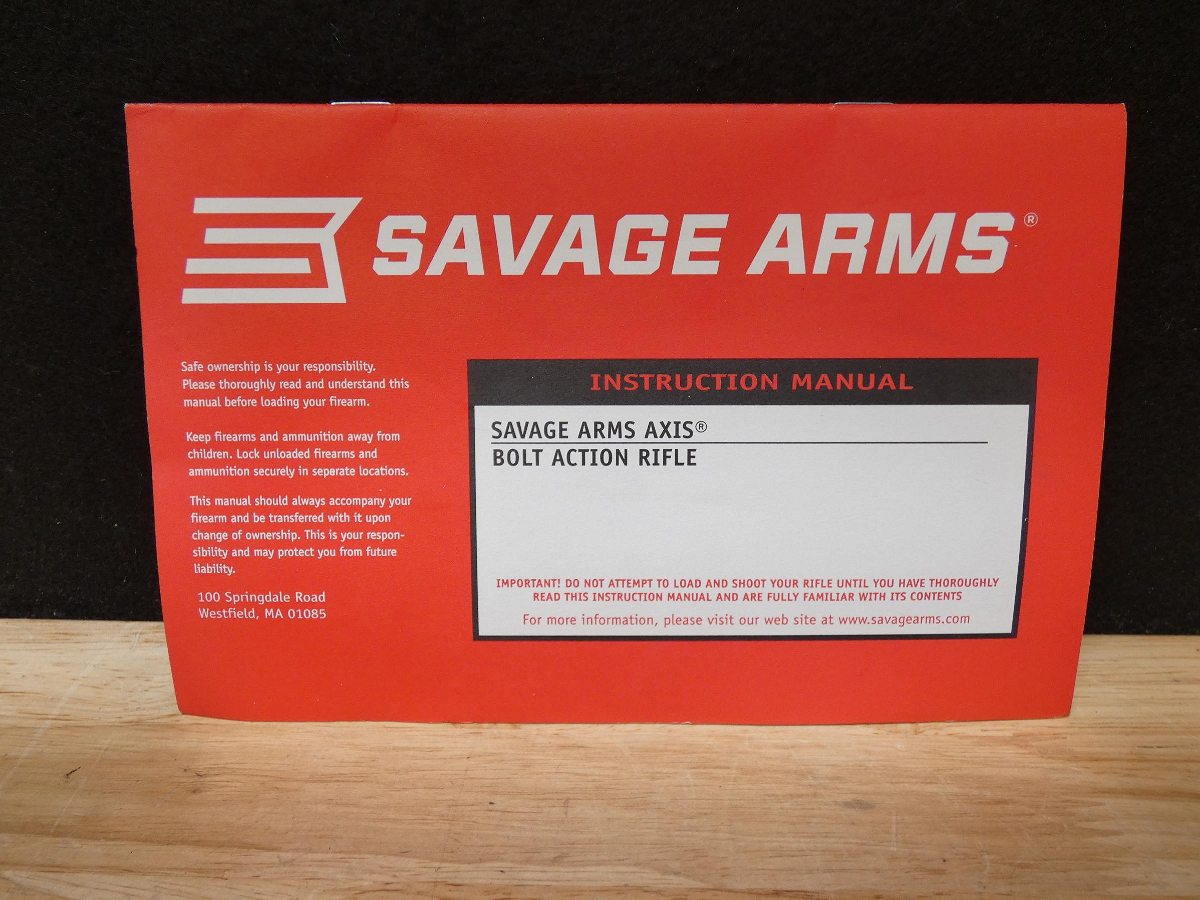 SAVAGE ARMS®
Safe ownership is your responsibility.
Please thoroughly read and understand this
manual before loading your firearm.
Keep firearms and ammunition away from
children. Lock unloaded firearms and
ammunition securely in seperate locations.
This manual should always accompany your
firearm and be transferred with it upon
change of ownership. This is your respon-
sibility and may protect you from future
liability.
100 Springdale Road
Westfield, MA 01085
INSTRUCTION MANUAL
SAVAGE ARMS AXIS®
BOLT ACTION RIFLE
IMPORTANT! DO NOT ATTEMPT TO LOAD AND SHOOT YOUR RIFLE UNTIL YOU HAVE THOROUGHLY
READ THIS INSTRUCTION MANUAL AND ARE FULLY FAMILIAR WITH ITS CONTENTS
For more information, please visit our web site at www.savagearms.com